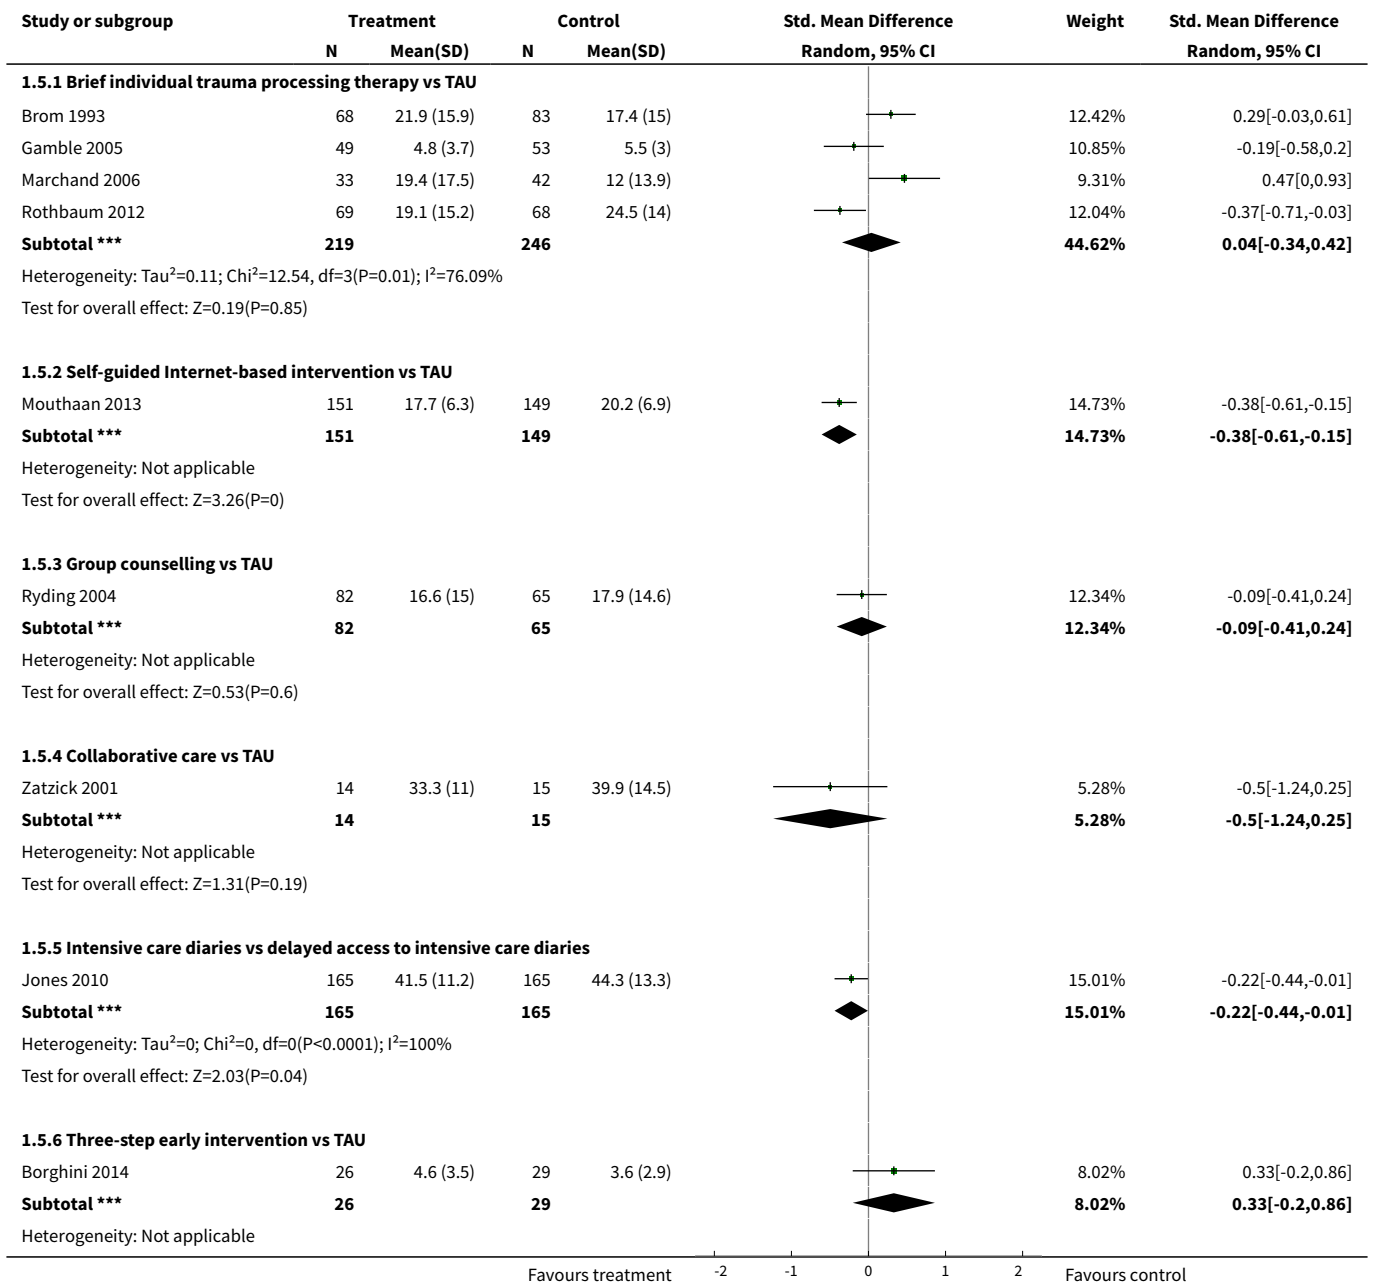 Study or subgroup Treatment Control Std. Mean Difference Weight Std. Mean Difference
N Mean(SD) N Mean(SD) Random, 95% CI Random, 95% CI
1.5.1 Brief individual trauma processing therapy vs TAU
Brom 1993 68 21.9 (15.9) 83 17.4 (15) 12.42% 0.29[-0.03,0.61]
Gamble 2005 49 4.8 (3.7) 53 5.5 (3) 10.85% -0.19[-0.58,0.2]
Marchand 2006 33 19.4 (17.5) 42 12 (13.9) 9.31% 0.47[0,0.93]
Rothbaum 2012 69 19.1 (15.2) 68 24.5 (14) 12.04% -0.37[-0.71,-0.03]
Subtotal *** 219 246 44.62% 0.04[-0.34,0.42]
Heterogeneity: Tau²=0.11; Chi²=12.54, df=3(P=0.01); I²=76.09%
Test for overall effect: Z=0.19(P=0.85)
1.5.2 Self-guided Internet-based intervention vs TAU
Mouthaan 2013 151 17.7 (6.3) 149 20.2 (6.9) 14.73% -0.38[-0.61,-0.15]
Subtotal *** 151 149 14.73% -0.38[-0.61,-0.15]
Heterogeneity: Not applicable
Test for overall effect: Z=3.26(P=0)
1.5.3 Group counselling vs TAU
Ryding 2004 82 16.6 (15) 65 17.9 (14.6) 12.34% -0.09[-0.41,0.24]
Subtotal *** 82 65 12.34% -0.09[-0.41,0.24]
Heterogeneity: Not applicable
Test for overall effect: Z=0.53(P=0.6)
1.5.4 Collaborative care vs TAU
Zatzick 2001 14 33.3 (11) 15 39.9 (14.5) 5.28% -0.5[-1.24,0.25]
Subtotal *** 14 15 5.28% -0.5[-1.24,0.25]
Heterogeneity: Not applicable
Test for overall effect: Z=1.31(P=0.19)
1.5.5 Intensive care diaries vs delayed access to intensive care diaries
Jones 2010 165 41.5 (11.2) 165 44.3 (13.3) 15.01% -0.22[-0.44,-0.01]
Subtotal *** 165 165 15.01% -0.22[-0.44,-0.01]
Heterogeneity: Tau²=0; Chi²=0, df=0(P<0.0001); I²=100%
Test for overall effect: Z=2.03(P=0.04)
1.5.6 Three-step early intervention vs TAU
Borghini 2014 26 4.6 (3.5) 29 3.6 (2.9) 8.02% 0.33[-0.2,0.86]
Subtotal *** 26 29 8.02% 0.33[-0.2,0.86]
Heterogeneity: Not applicable
Favours treatment -2 -1 0 1 2 Favours control